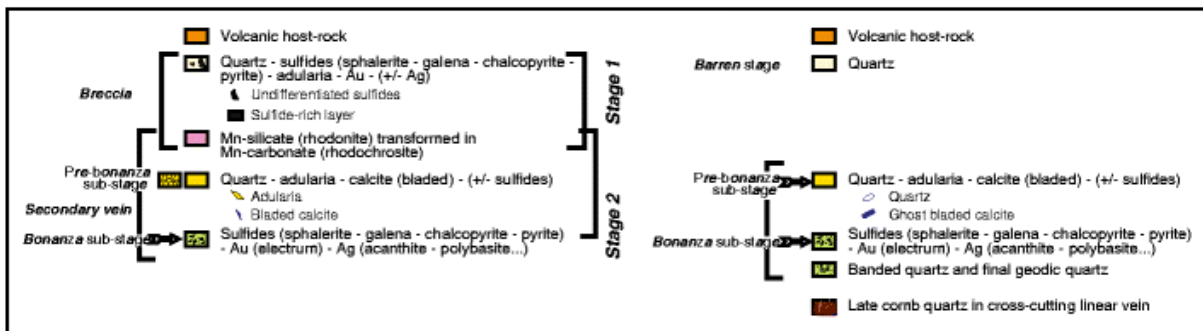 Volcanic host-rock
Quartz - sulfides (sphalerite - galena - chalcopyrite -
pyrite) - adularia - Au - (+/- Ag)
Breccia
Undifferentiated sulfides
Sulfide-rich layer
Stage 1
Mn-silicate (rhodonite) transformed in
Mn-carbonate (rhodochrosite)
Pre-bonanza
sub-stage
Quartz - adularia - calcite (bladed) - (+/- sulfides)
Adularia
Secondary vein
Bladed calcite
Stage 2
Bonanza sub-stage
Sulfides (sphalerite - galena - chalcopyrite - pyrite)
- Au (electrum) - Ag (acanthite - polybasite...)
Volcanic host-rock
Barren stage
Quartz
Pre-bonanza
sub-stage
Quartz - adularia - calcite (bladed) - (+/- sulfides)
Quartz
Ghost bladed calcite
Bonanza sub-stage
Sulfides (sphalerite - galena - chalcopyrite - pyrite)
- Au (electrum) - Ag (acanthite - polybasite...)
Banded quartz and final geodic quartz
Late comb quartz in cross-cutting linear vein